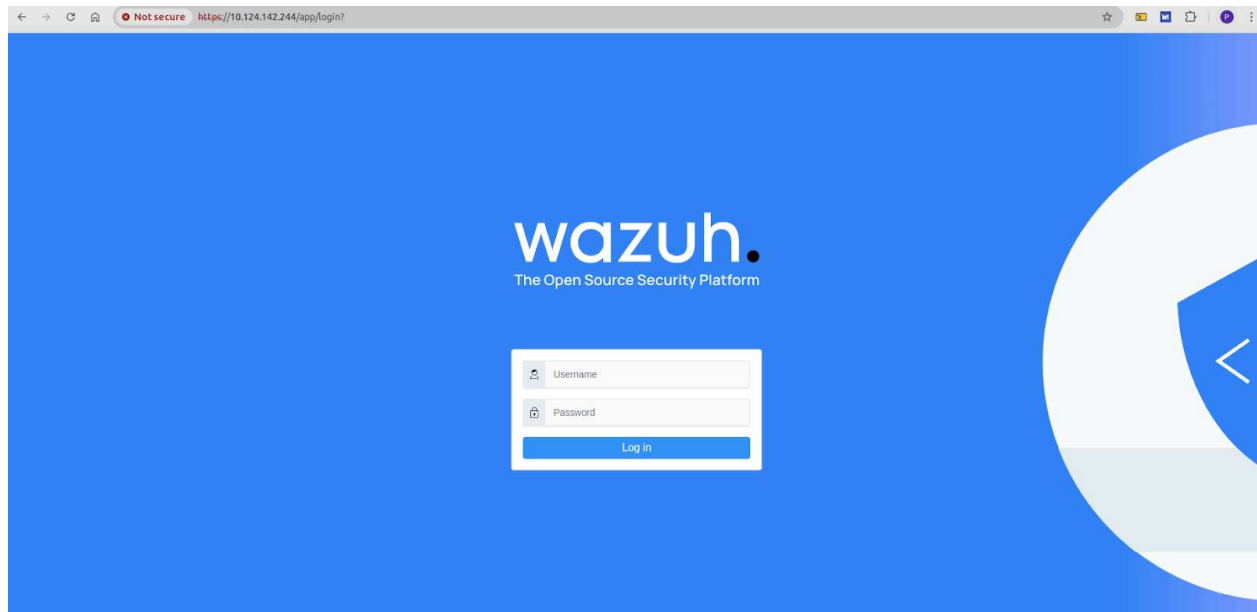 Not secure https://10.124.142.244/app/login?
P
wazuh.
The Open Source Security Platform
Username
Password
Log in